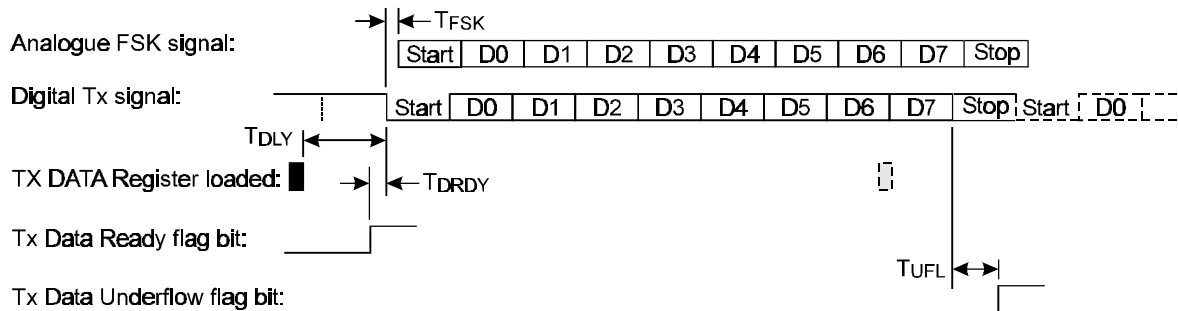 TFSK
Analogue FSK signal: Start D0 D1 D2 D3 D4 D5 D6 D7 Stop
Digital Tx signal: Start D0 D1 D2 D3 D4 D5 D6 D7 Stop Start D0
TDLY
TX DATA Register loaded: TDRDY
Tx Data Ready flag bit:
TUFL
Tx Data Underflow flag bit: